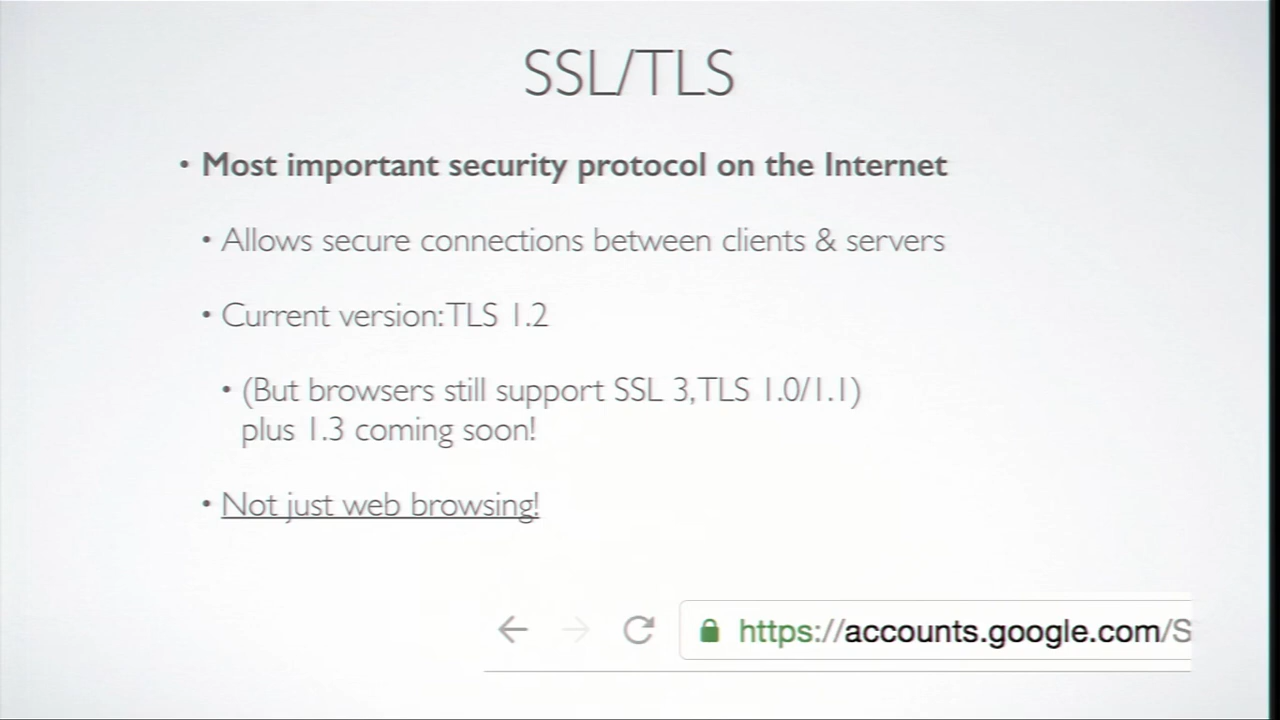 SSL/TLS
• Most important security protocol on the Internet
• Allows secure connections between clients & servers
• Current version: TLS 1.2
• (But browsers still support SSL 3, TLS 1.0/1.1)
plus 1.3 coming soon!
• Not just web browsing!
https://accounts.google.com/S